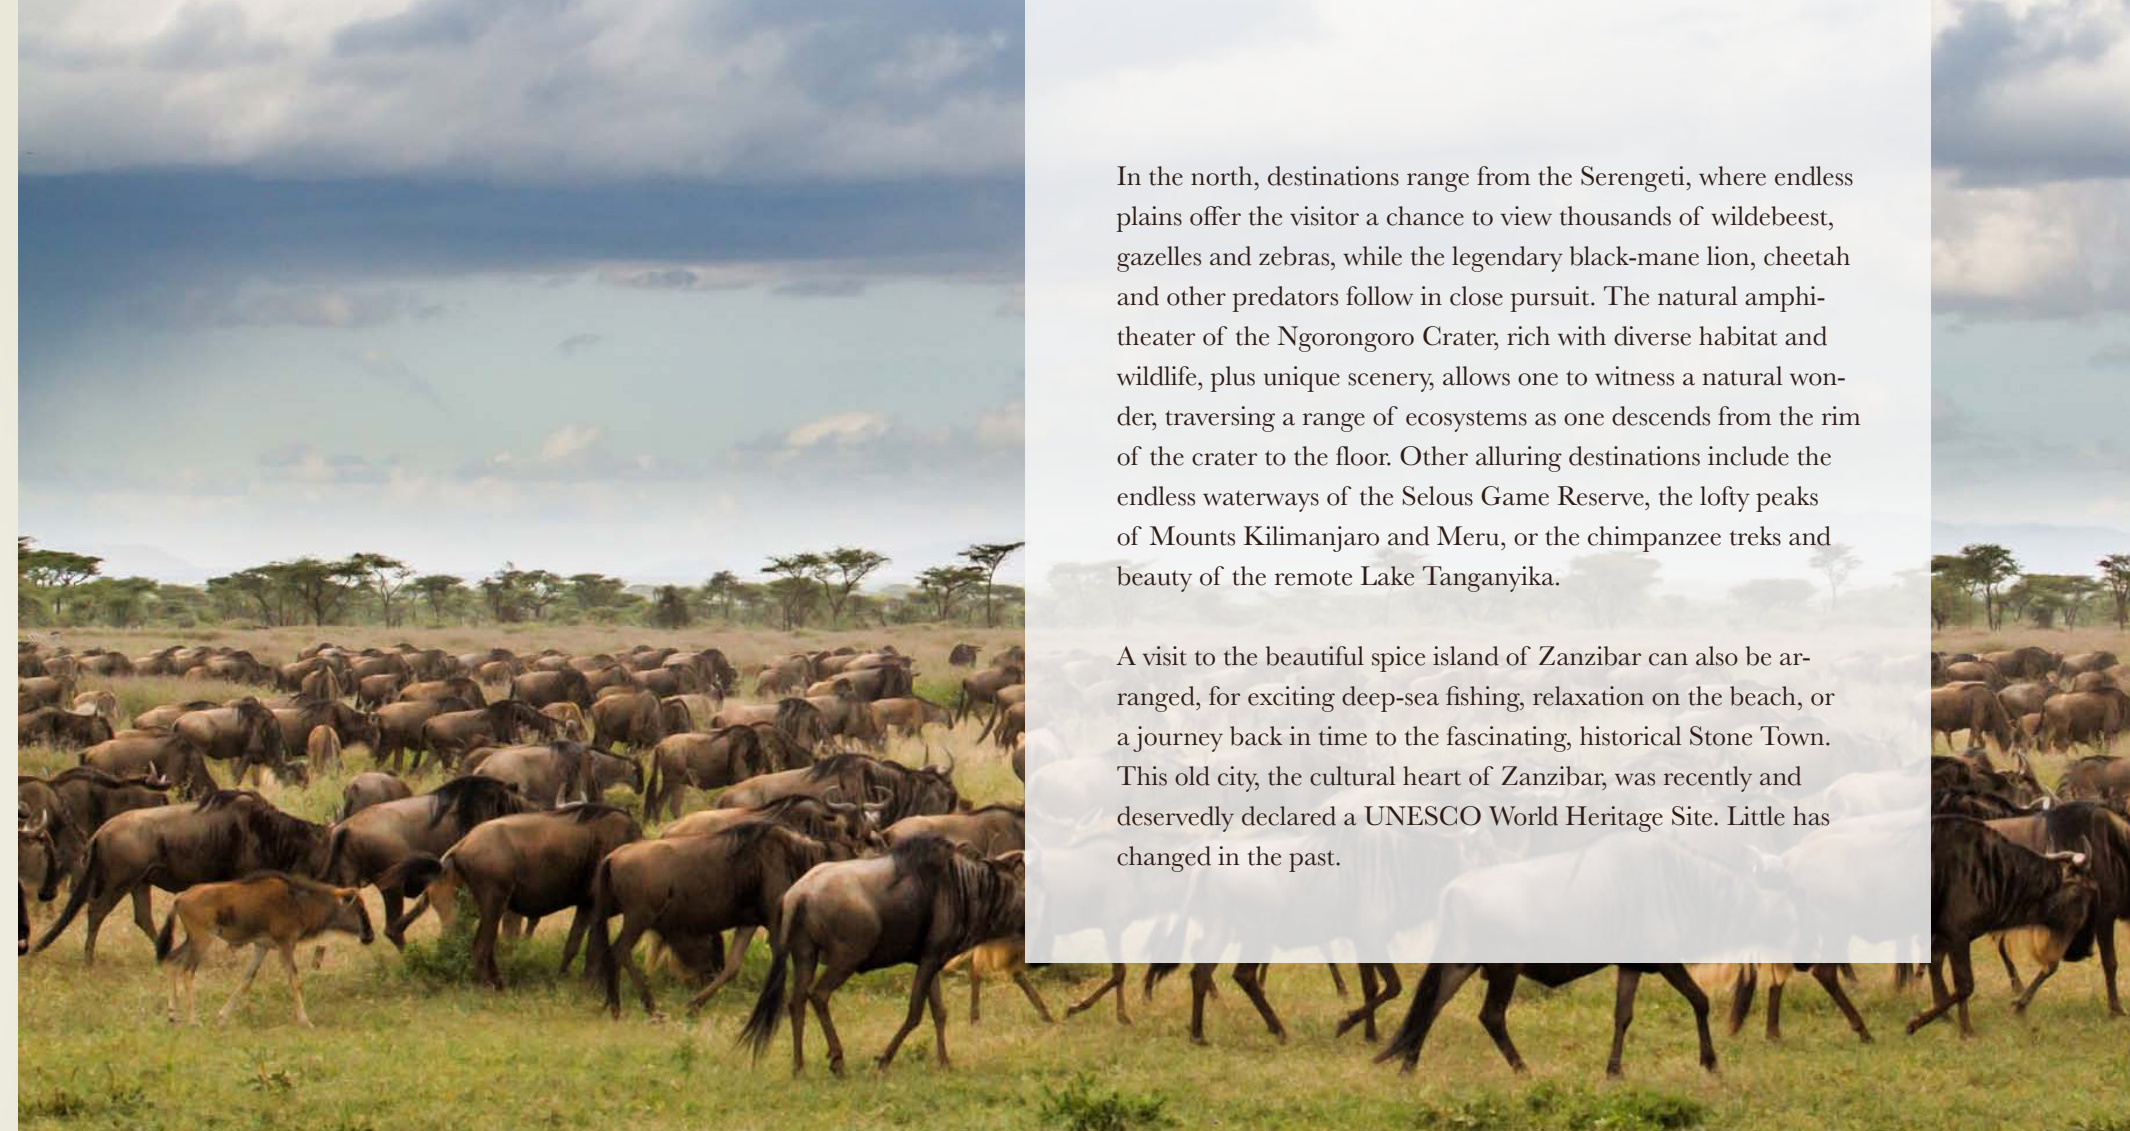 In the north, destinations range from the Serengeti, where endless
plains offer the visitor a chance to view thousands of wildebeest,
gazelles and zebras, while the legendary black-mane lion, cheetah
and other predators follow in close pursuit. The natural amphi-
theater of the Ngorongoro Crater, rich with diverse habitat and
wildlife, plus unique scenery, allows one to witness a natural won-
der, traversing a range of ecosystems as one descends from the rim
of the crater to the floor. Other alluring destinations include the
endless waterways of the Selous Game Reserve, the lofty peaks
of Mounts Kilimanjaro and Meru, or the chimpanzee treks and
beauty of the remote Lake Tanganyika.
A visit to the beautiful spice island of Zanzibar can also be ar-
ranged, for exciting deep-sea fishing, relaxation on the beach, or
a journey back in time to the fascinating, historical Stone Town.
This old city, the cultural heart of Zanzibar, was recently and
deservedly declared a UNESCO World Heritage Site. Little has
changed in the past.